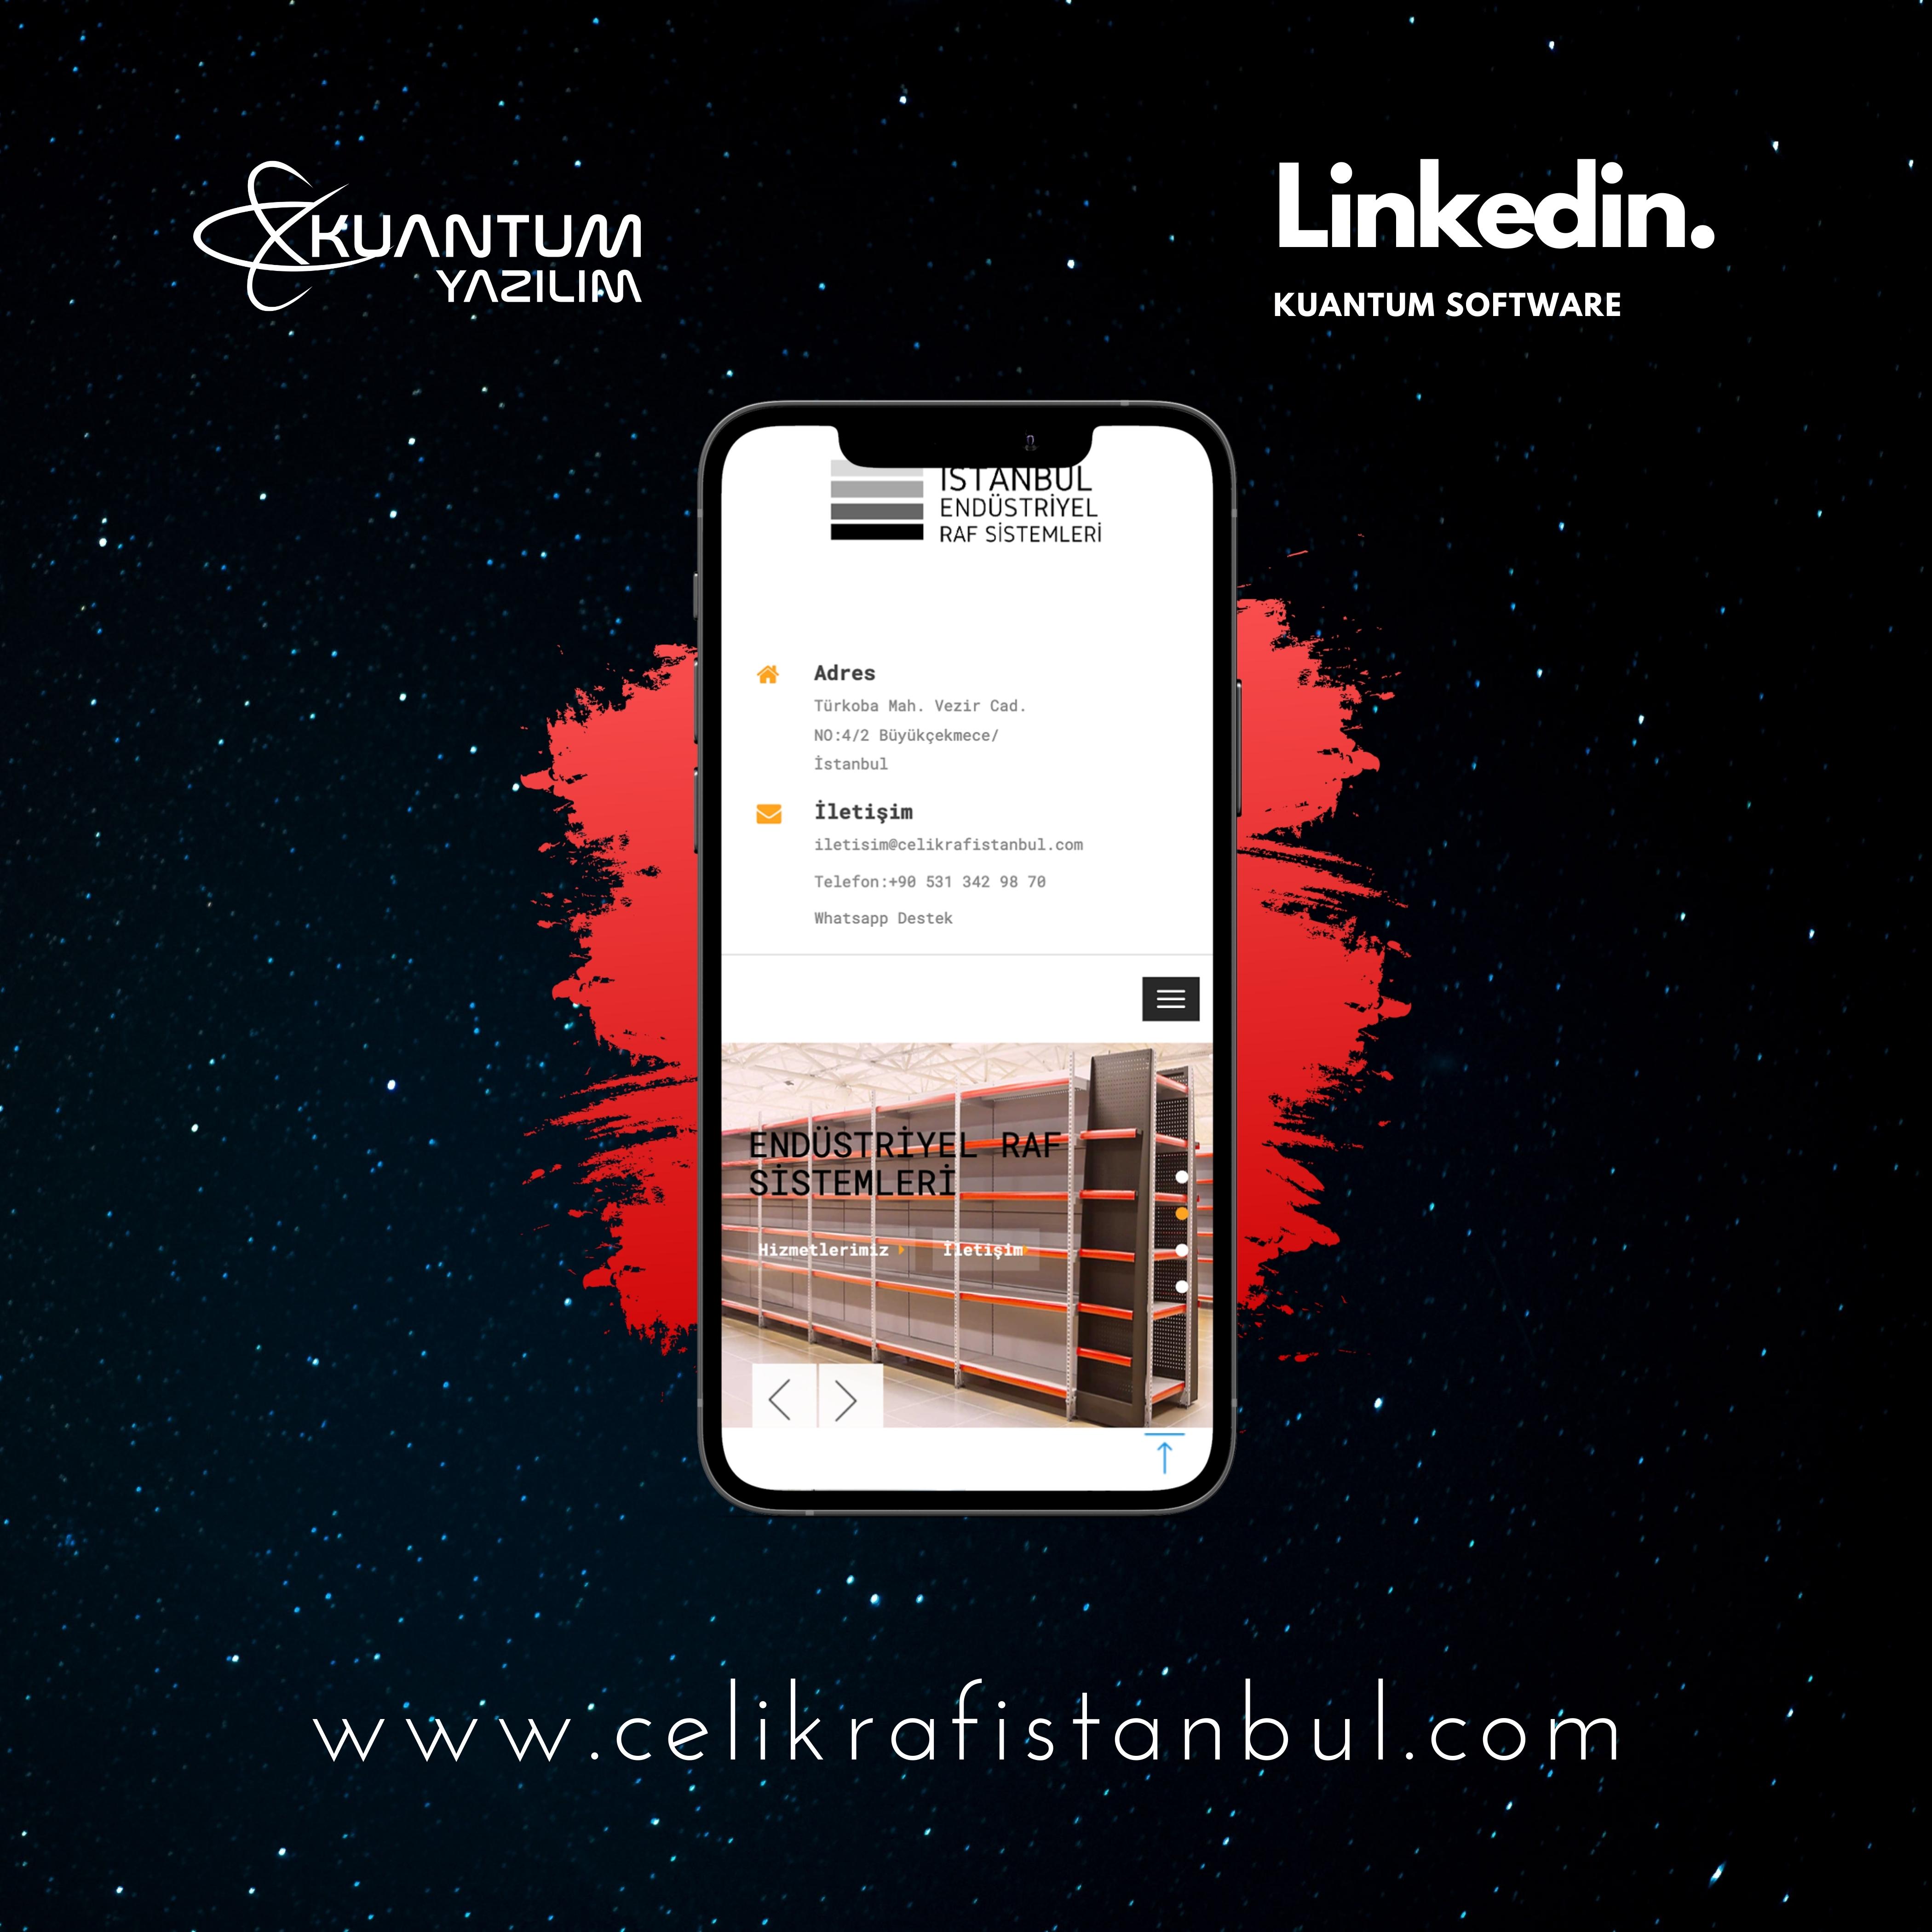 KUANTUM
YAZILIM
Linkedin.
KUANTUM SOFTWARE
İSTANBUL
ENDÜSTRİYEL
RAF SİSTEMLERİ
Adres
Türkoba Mah. Vezir Cad.
NO:4/2 Büyükçekmece/
İstanbul
İletişim
iletisim@celikrafistanbul.com
Telefon:+90 531 342 98 70
Whatsapp Destek
ENDÜSTRİYEL RAF
SİSTEMLERİ
Hizmetlerimiz
İletişim
www.celikrafistanbul.com